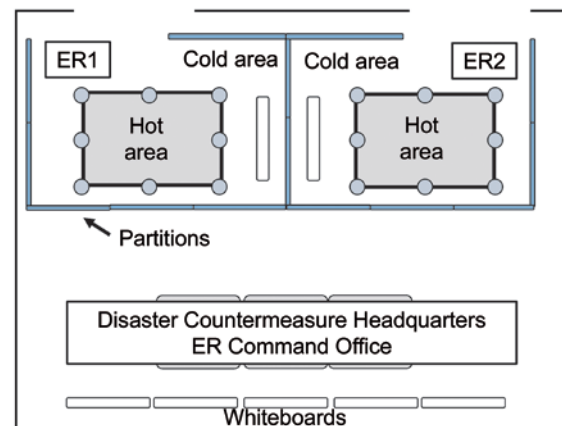 ER1
Cold area
Cold area
ER2
Hot
area
Hot
area
Partitions
Disaster Countermeasure Headquarters
ER Command Office
Whiteboards